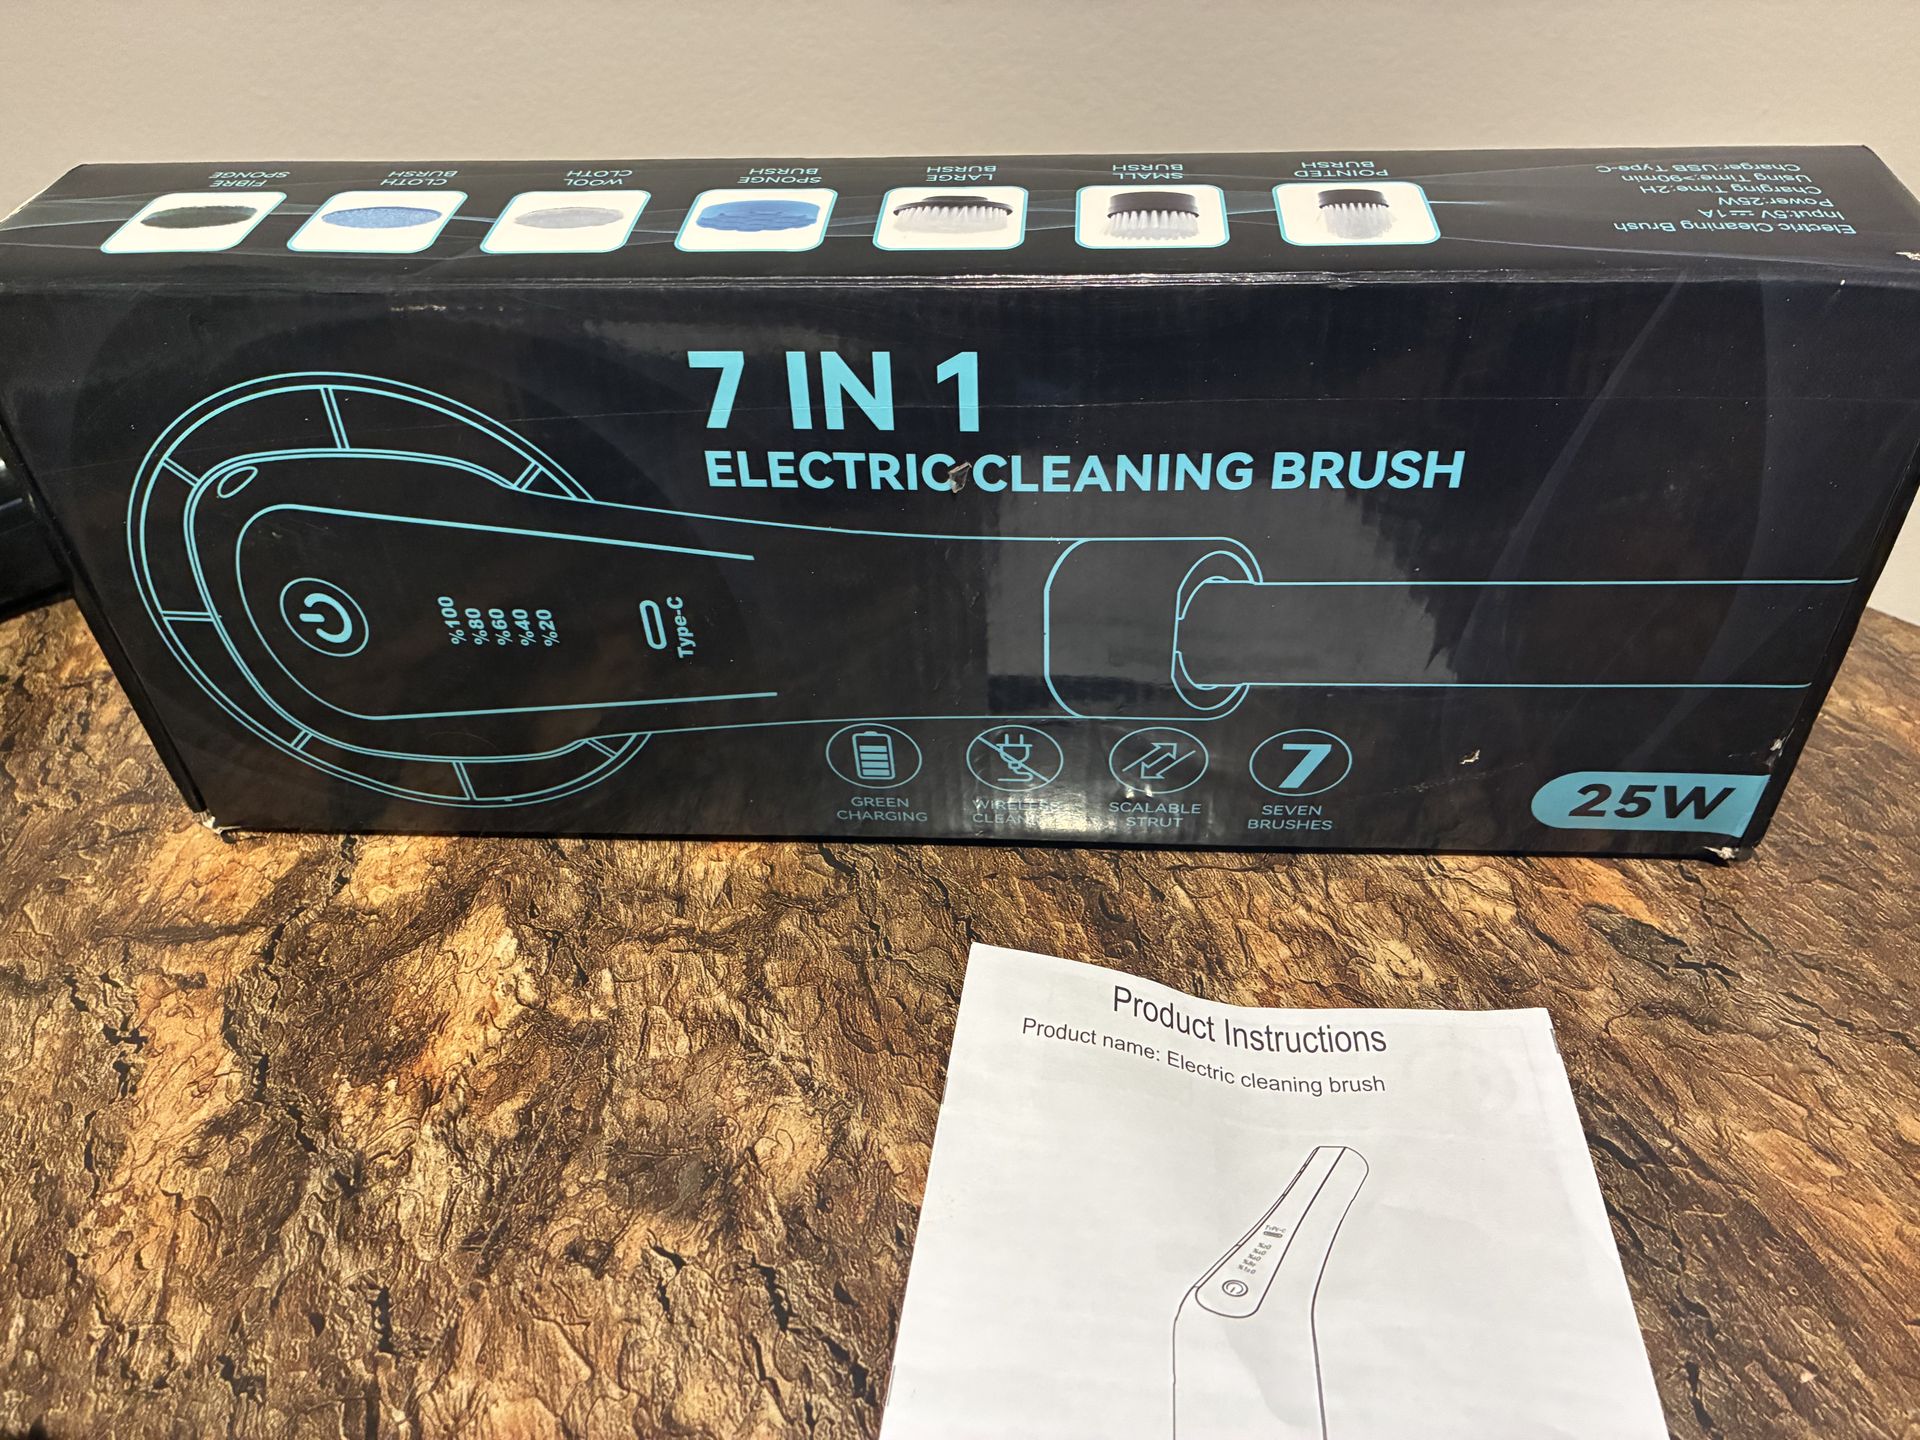 FIBRE
SPONGE
CLOTH
BURSH
WOOL
CLOTH
SPONGE
BURSH
LARGE
BURSH
SMALL
BURSH
POINTED
BURSH
Electric Cleaning Brush
Input:5V⎓1A
Power:25W
Charging Time:2H
Using Time:>90min
Charger:USB Type-C
7 IN 1
ELECTRIC CLEANING BRUSH
%100
%80
%60
%40
%20
Type-C
GREEN
CHARGING
WIRELESS
CLEANING
SCALABLE
STRUT
7
SEVEN
BRUSHES
25W
Product Instructions
Product name: Electric cleaning brush
TYPE-C